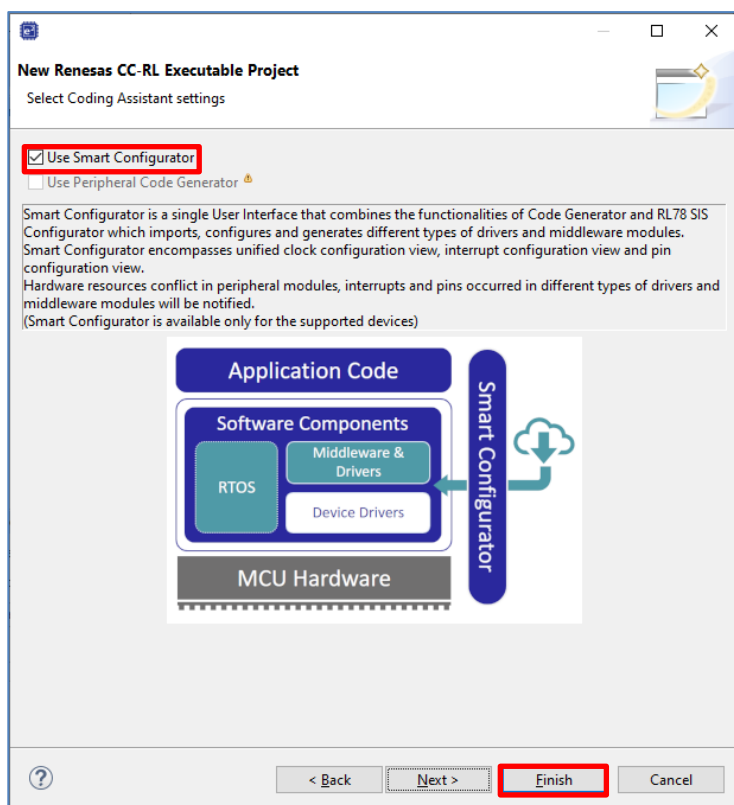 New Renesas CC-RL Executable Project
Select Coding Assistant settings
Use Smart Configurator
Use Peripheral Code Generator
Smart Configurator is a single User Interface that combines the functionalities of Code Generator and RL78 SIS
Configurator which imports, configures and generates different types of drivers and middleware modules.
Smart Configurator encompasses unified clock configuration view, interrupt configuration view and pin
configuration view.
Hardware resources conflict in peripheral modules, interrupts and pins occurred in different types of drivers and
middleware modules will be notified.
(Smart Configurator is available only for the supported devices)
Application Code
Software Components
RTOS
Middleware &
Drivers
Device Drivers
MCU Hardware
Smart Configurator
< Back
Next >
Finish
Cancel